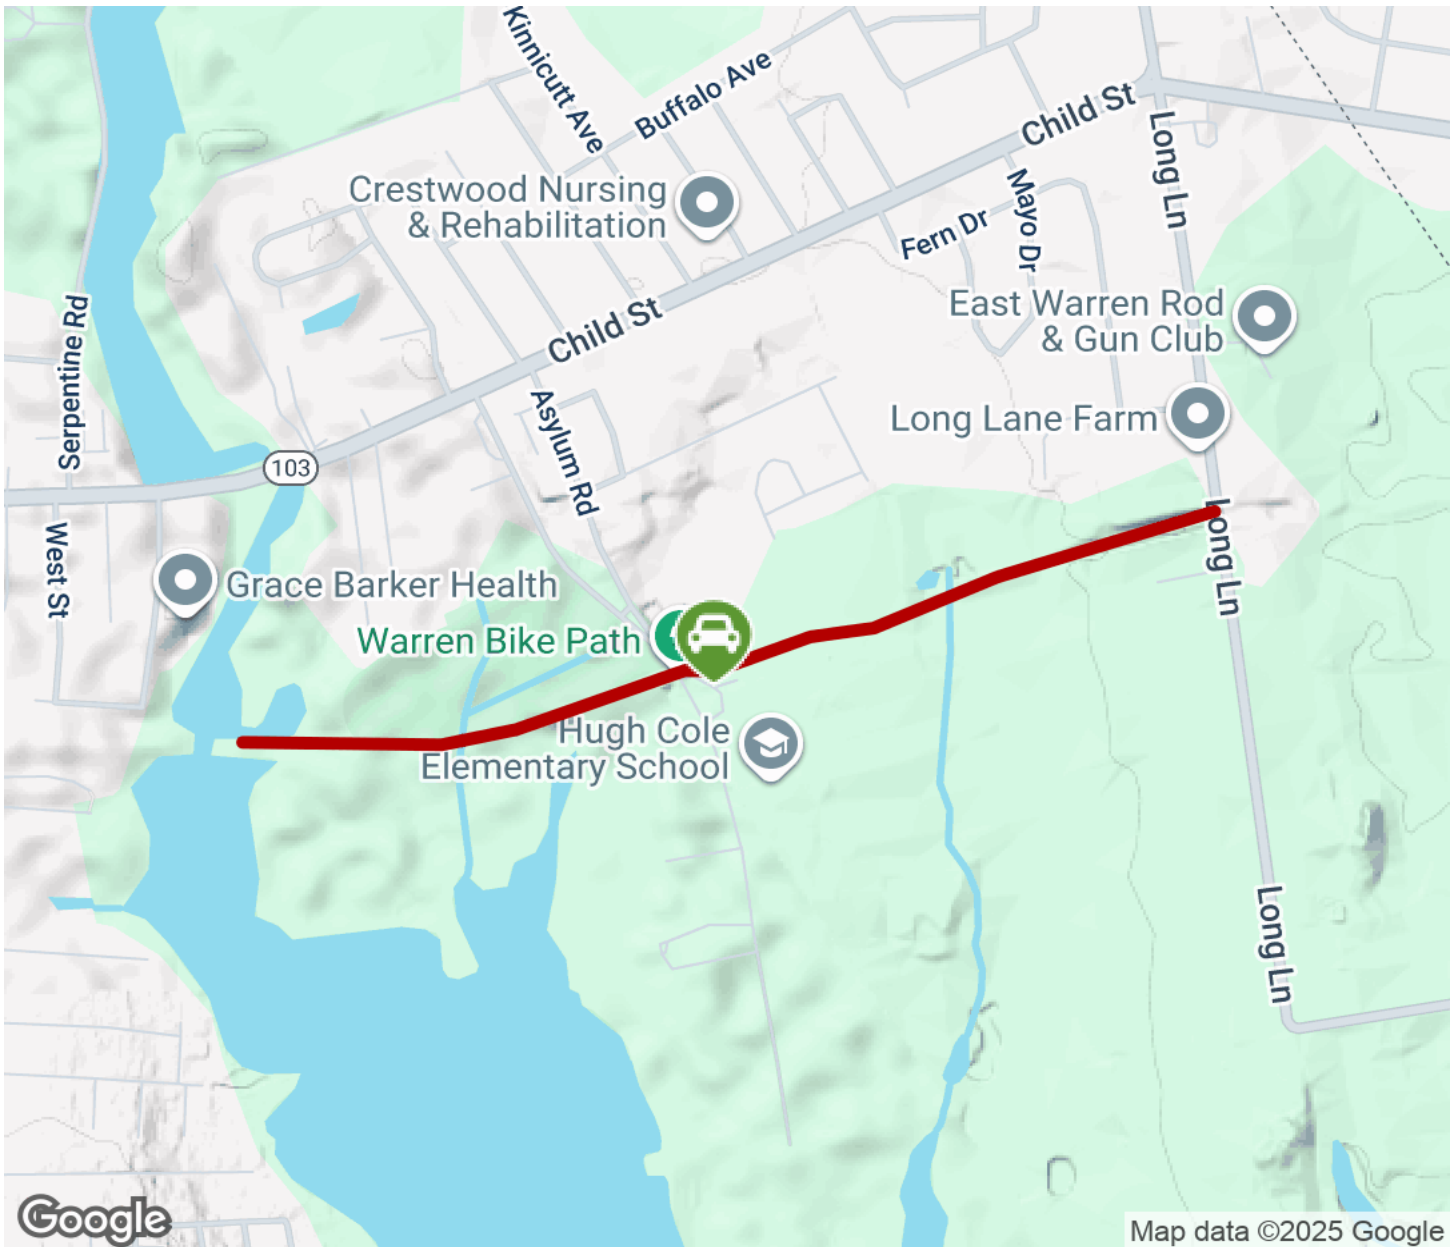 Kinnicutt Ave
Buffalo Ave
Child St
Long Ln
Crestwood Nursing
& Rehabilitation
Mayo Dr
Fern Dr
Serpentine Rd
East Warren Rod
& Gun Club
Child St
Asylum Rd
Long Lane Farm
103
West St
Long Ln
Grace Barker Health
Warren Bike Path
Hugh Cole
Elementary School
Long Ln
Google
Map data ©2025 Google